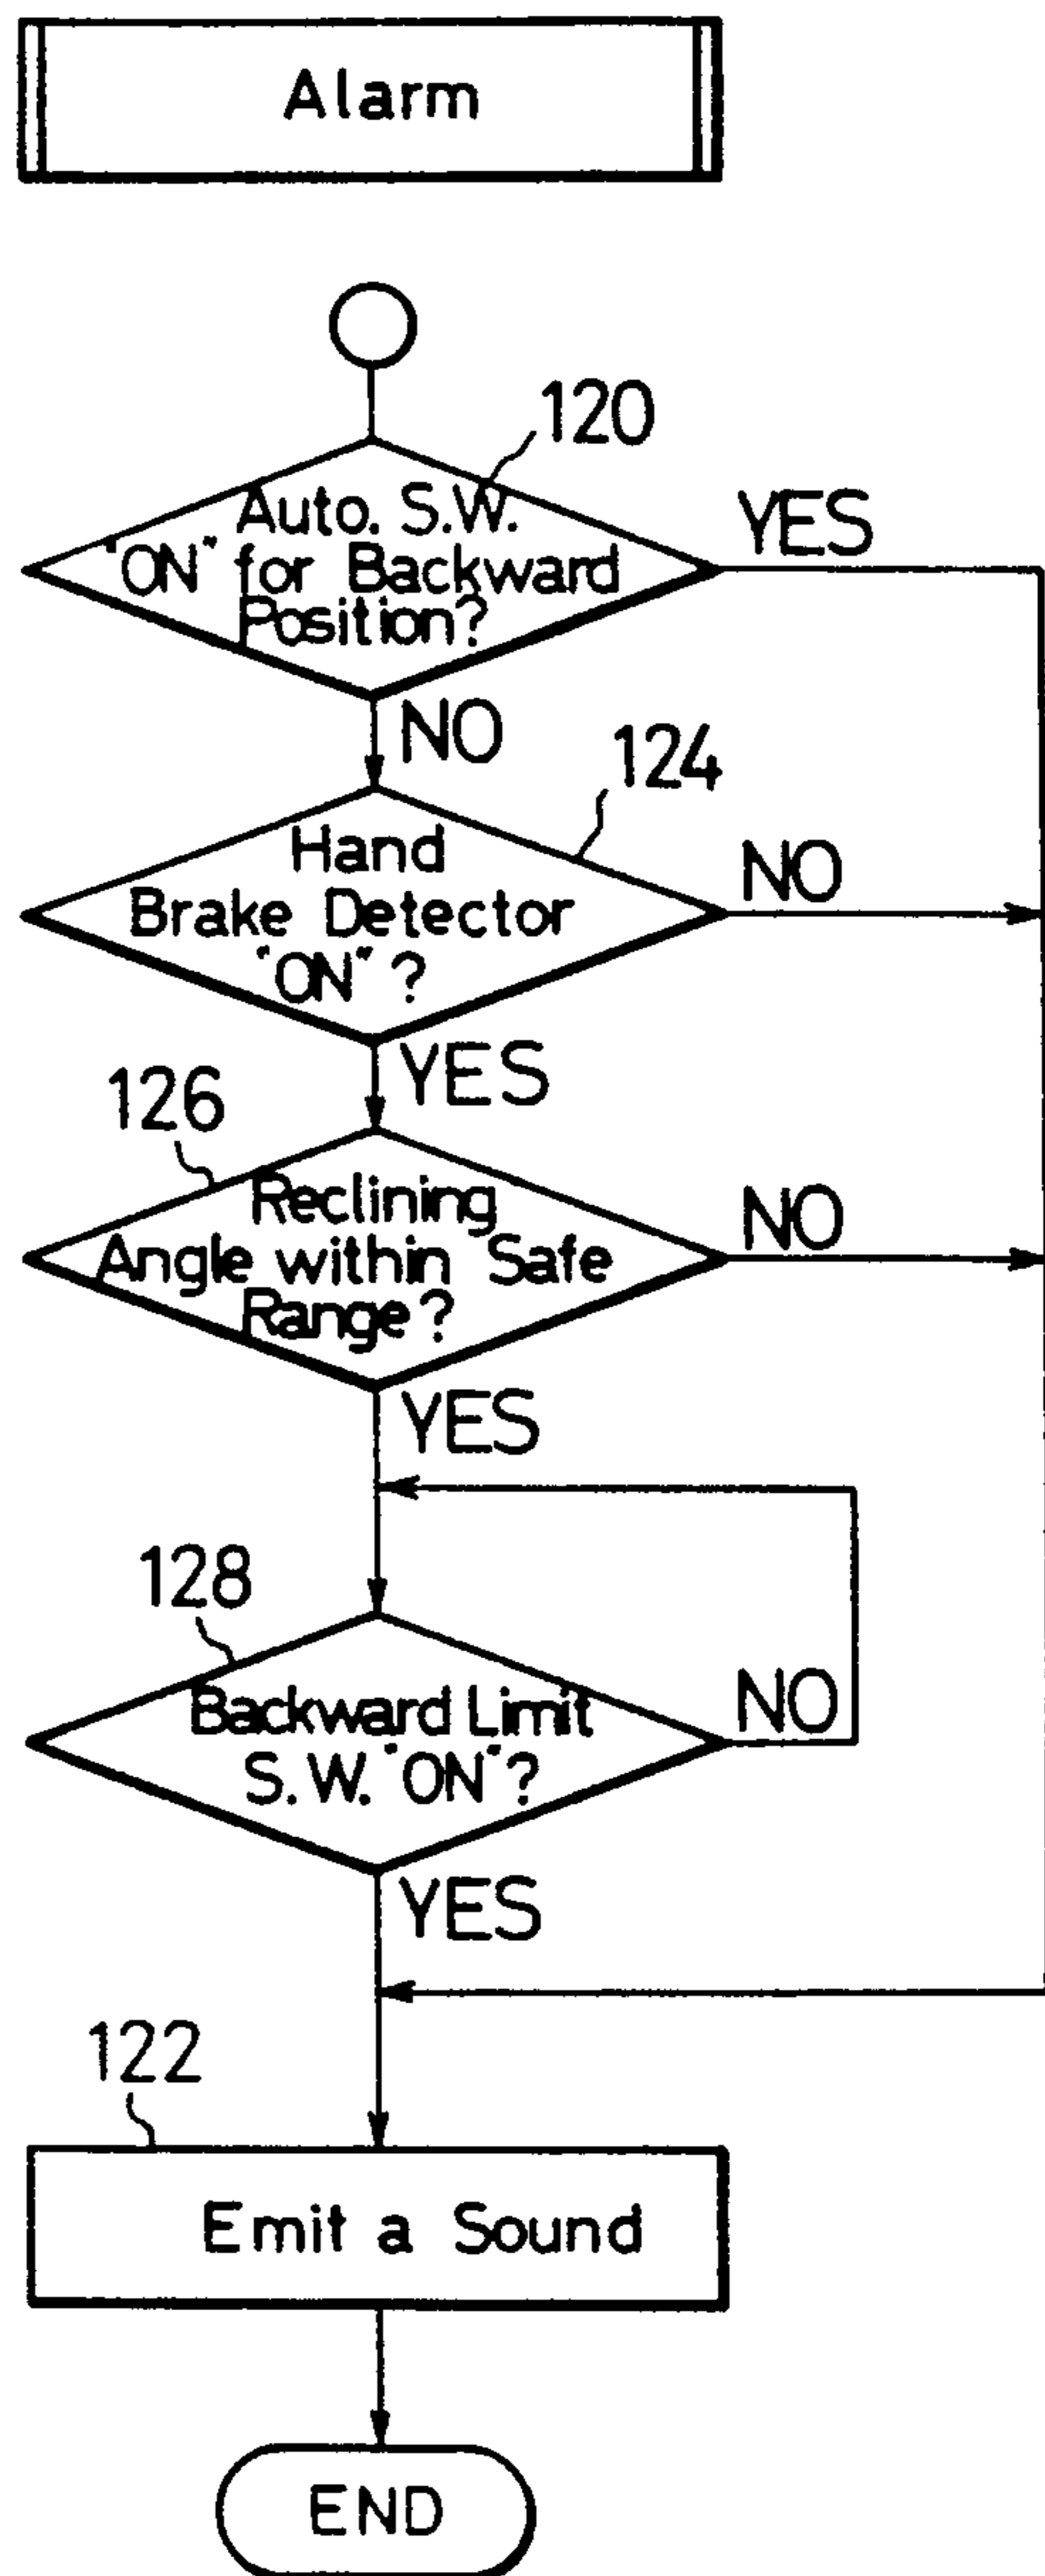 Alarm
120
Auto. S.W.
"ON" for Backward
Position?
YES
NO
124
Hand
Brake Detector
"ON"?
NO
YES
126
Reclining
Angle within Safe
Range?
NO
YES
128
Backward Limit
S.W. "ON"?
NO
YES
122
Emit a Sound
END